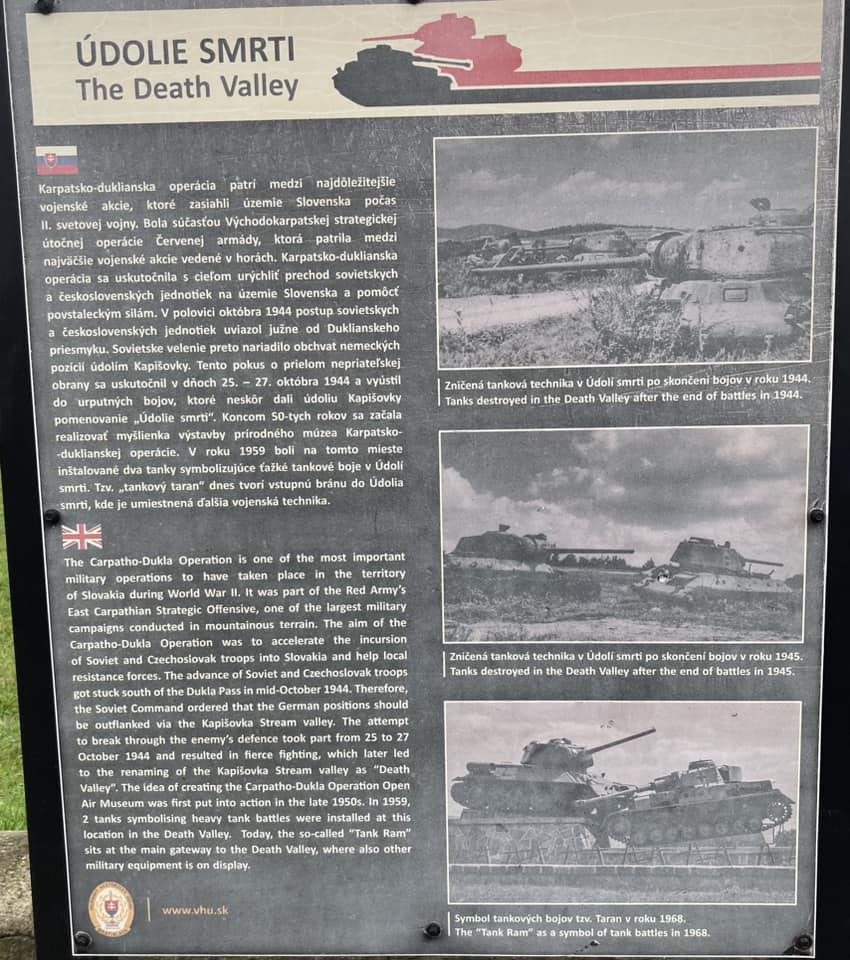 ÚDOLIE SMRTI
The Death Valley
Karpatsko-duklianska operácia patrí medzi najdôležitejšie
vojenské akcie, ktoré zasiahli územie Slovenska počas
II. svetovej vojny. Bola súčasťou Východokarpatskej strategickej
útočnej operácie Červenej armády, ktorá patrila medzi
najväčšie vojenské akcie vedené v horách. Karpatsko-duklianska
operácia sa uskutočnila s cieľom urýchliť prechod sovietskych
a československých jednotiek na územie Slovenska a pomôcť
povstaleckým silám. V polovici októbra 1944 postup sovietskych
a československých jednotiek uviazol južne od Duklianskeho
priesmyku. Sovietske velenie preto nariadilo obchvat nemeckých
pozícií údolím Kapišovky. Tento pokus o prielom nepriateľskej
obrany sa uskutočnil v dňoch 25. – 27. októbra 1944 a vyústil
do urputných bojov, ktoré neskôr dali údoliu Kapišovky
pomenovanie „Údolie smrti“. Koncom 50-tych rokov sa začala
realizovať myšlienka výstavby prírodného múzea Karpatsko-
-duklianskej operácie. V roku 1959 boli na tomto mieste
inštalované dva tanky symbolizujúce ťažké tankové boje v Údolí
smrti. Tzv. „tankový taran“ dnes tvorí vstupnú bránu do Údolia
smrti, kde je umiestnená ďalšia vojenská technika.
The Carpatho-Dukla Operation is one of the most important
military operations to have taken place in the territory
of Slovakia during World War II. It was part of the Red Army’s
East Carpathian Strategic Offensive, one of the largest military
campaigns conducted in mountainous terrain. The aim of the
Carpatho-Dukla Operation was to accelerate the incursion
of Soviet and Czechoslovak troops into Slovakia and help local
resistance forces. The advance of Soviet and Czechoslovak troops
got stuck south of the Dukla Pass in mid-October 1944. Therefore,
the Soviet Command ordered that the German positions should
be outflanked via the Kapišovka Stream valley. The attempt
to break through the enemy’s defence took part from 25 to 27
October 1944 and resulted in fierce fighting, which later led
to the renaming of the Kapišovka Stream valley as “Death
Valley”. The idea of creating the Carpatho-Dukla Operation Open
Air Museum was first put into action in the late 1950s. In 1959,
2 tanks symbolising heavy tank battles were installed at this
location in the Death Valley. Today, the so-called “Tank Ram”
sits at the main gateway to the Death Valley, where also other
military equipment is on display.
www.vhu.sk
Zničená tanková technika v Údolí smrti po skončení bojov v roku 1944.
Tanks destroyed in the Death Valley after the end of battles in 1944.
Zničená tanková technika v Údolí smrti po skončení bojov v roku 1945.
Tanks destroyed in the Death Valley after the end of battles in 1945.
Symbol tankových bojov tzv. Taran v roku 1968.
The “Tank Ram” as a symbol of tank battles in 1968.